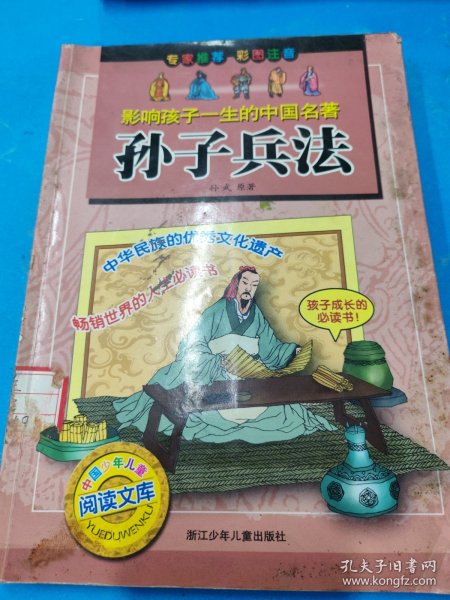 专家推荐 彩图注音
影响孩子一生的中国名著
孙子兵法
孙武 原著
中华民族的优秀文化遗产
畅销世界的人生必读书
孩子成长的
必读书!
中国少年儿童
阅读文库
YUEDUWENKU
浙江少年儿童出版社
孔夫子旧书网
www.kongfz.com